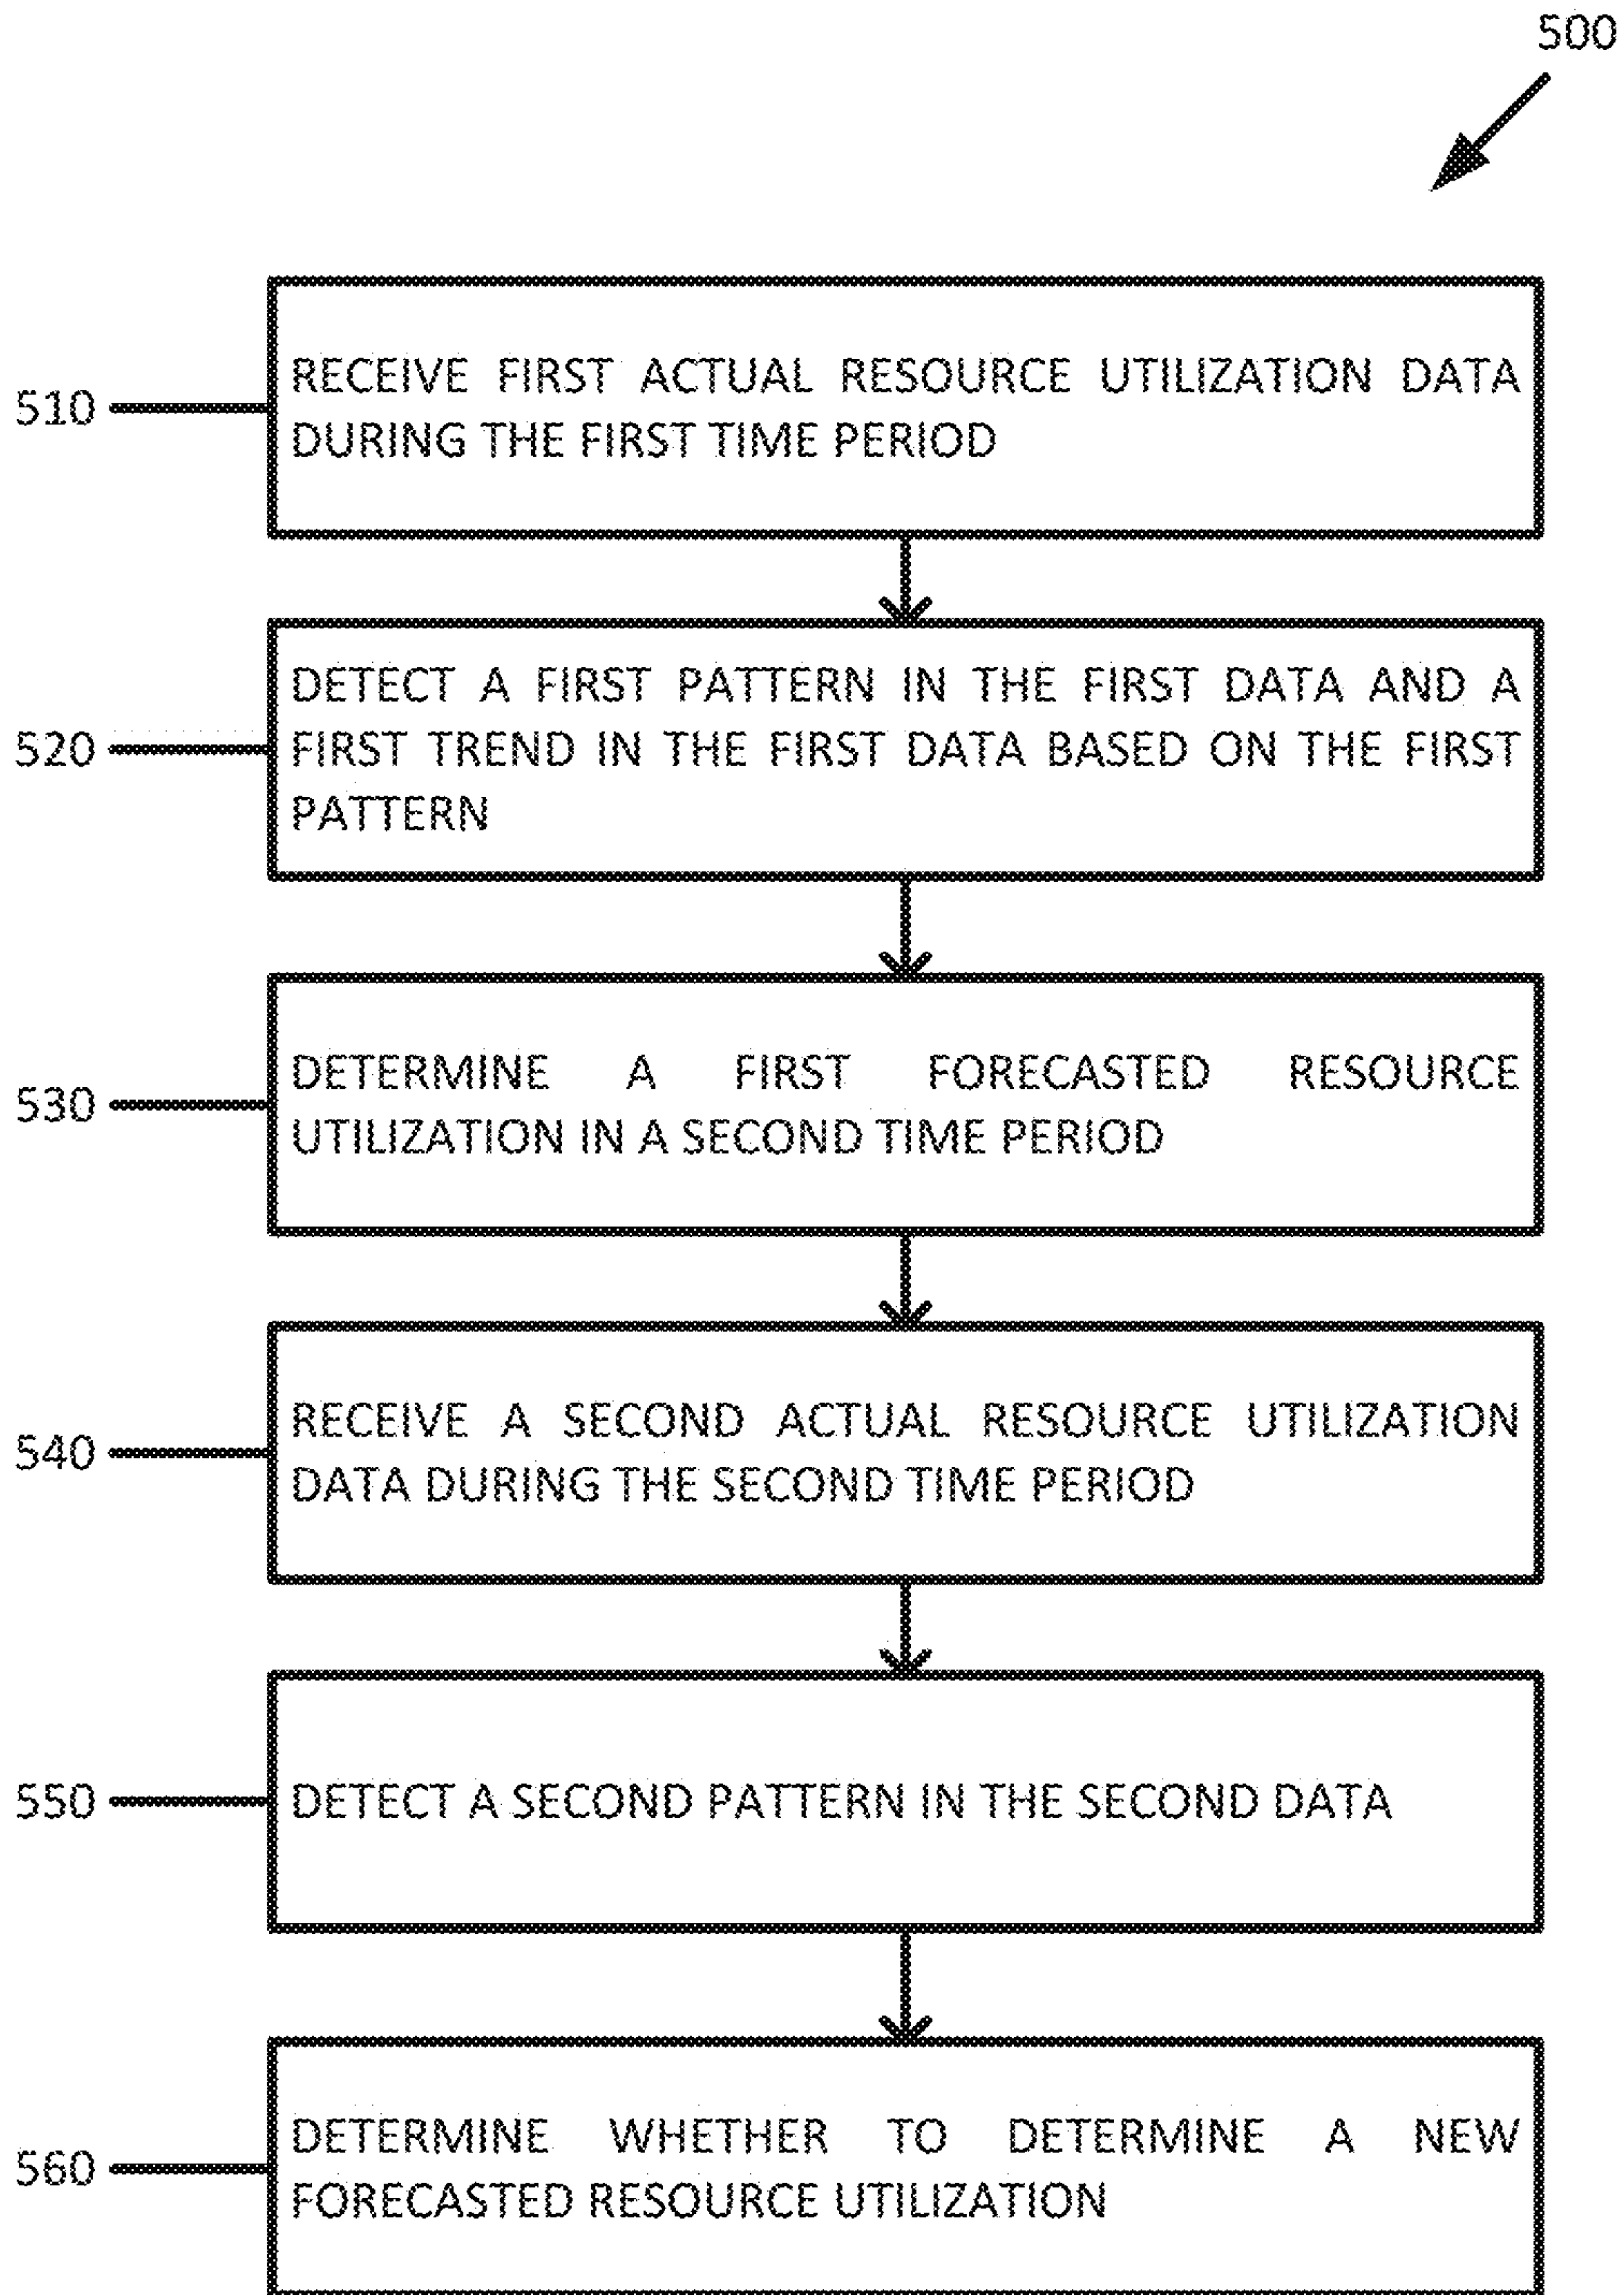 500
510
RECEIVE FIRST ACTUAL RESOURCE UTILIZATION DATA
DURING THE FIRST TIME PERIOD
520
DETECT A FIRST PATTERN IN THE FIRST DATA AND A
FIRST TREND IN THE FIRST DATA BASED ON THE FIRST
PATTERN
530
DETERMINE A FIRST FORECASTED RESOURCE
UTILIZATION IN A SECOND TIME PERIOD
540
RECEIVE A SECOND ACTUAL RESOURCE UTILIZATION
DATA DURING THE SECOND TIME PERIOD
550
DETECT A SECOND PATTERN IN THE SECOND DATA
560
DETERMINE WHETHER TO DETERMINE A NEW
FORECASTED RESOURCE UTILIZATION